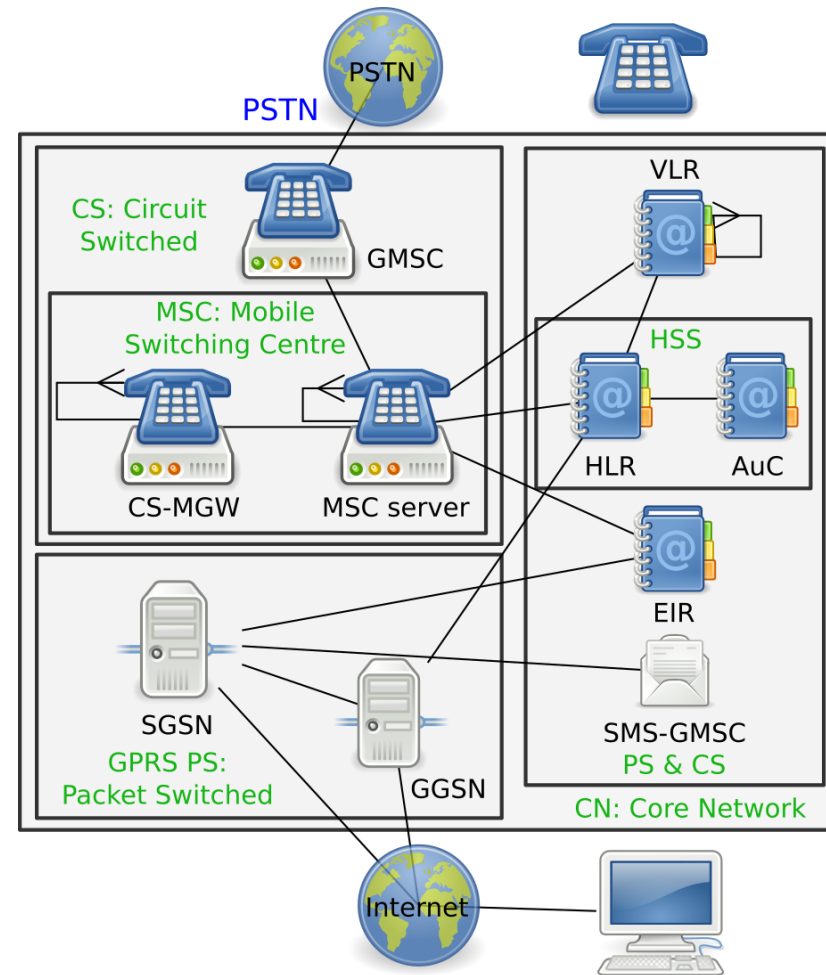 PSTN
PSTN
VLR
CS: Circuit
Switched
GMSC
MSC: Mobile
Switching Centre
HSS
CS-MGW
MSC server
HLR
AuC
EIR
SGSN
GPRS PS:
Packet Switched
GGSN
SMS-GMSC
PS & CS
CN: Core Network
Internet